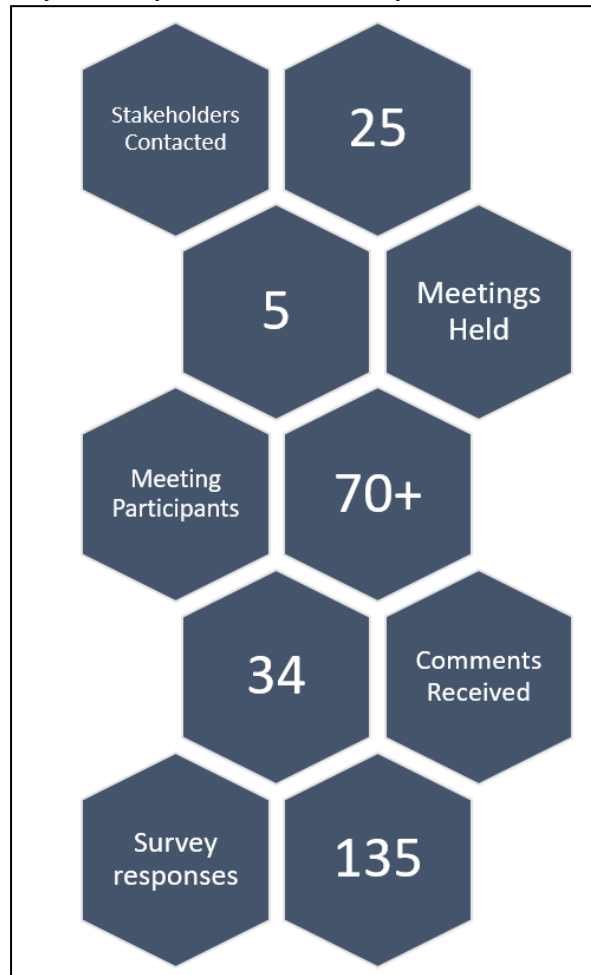 Stakeholders
Contacted
25
5
Meetings
Held
Meeting
Participants
70+
34
Comments
Received
Survey
responses
135